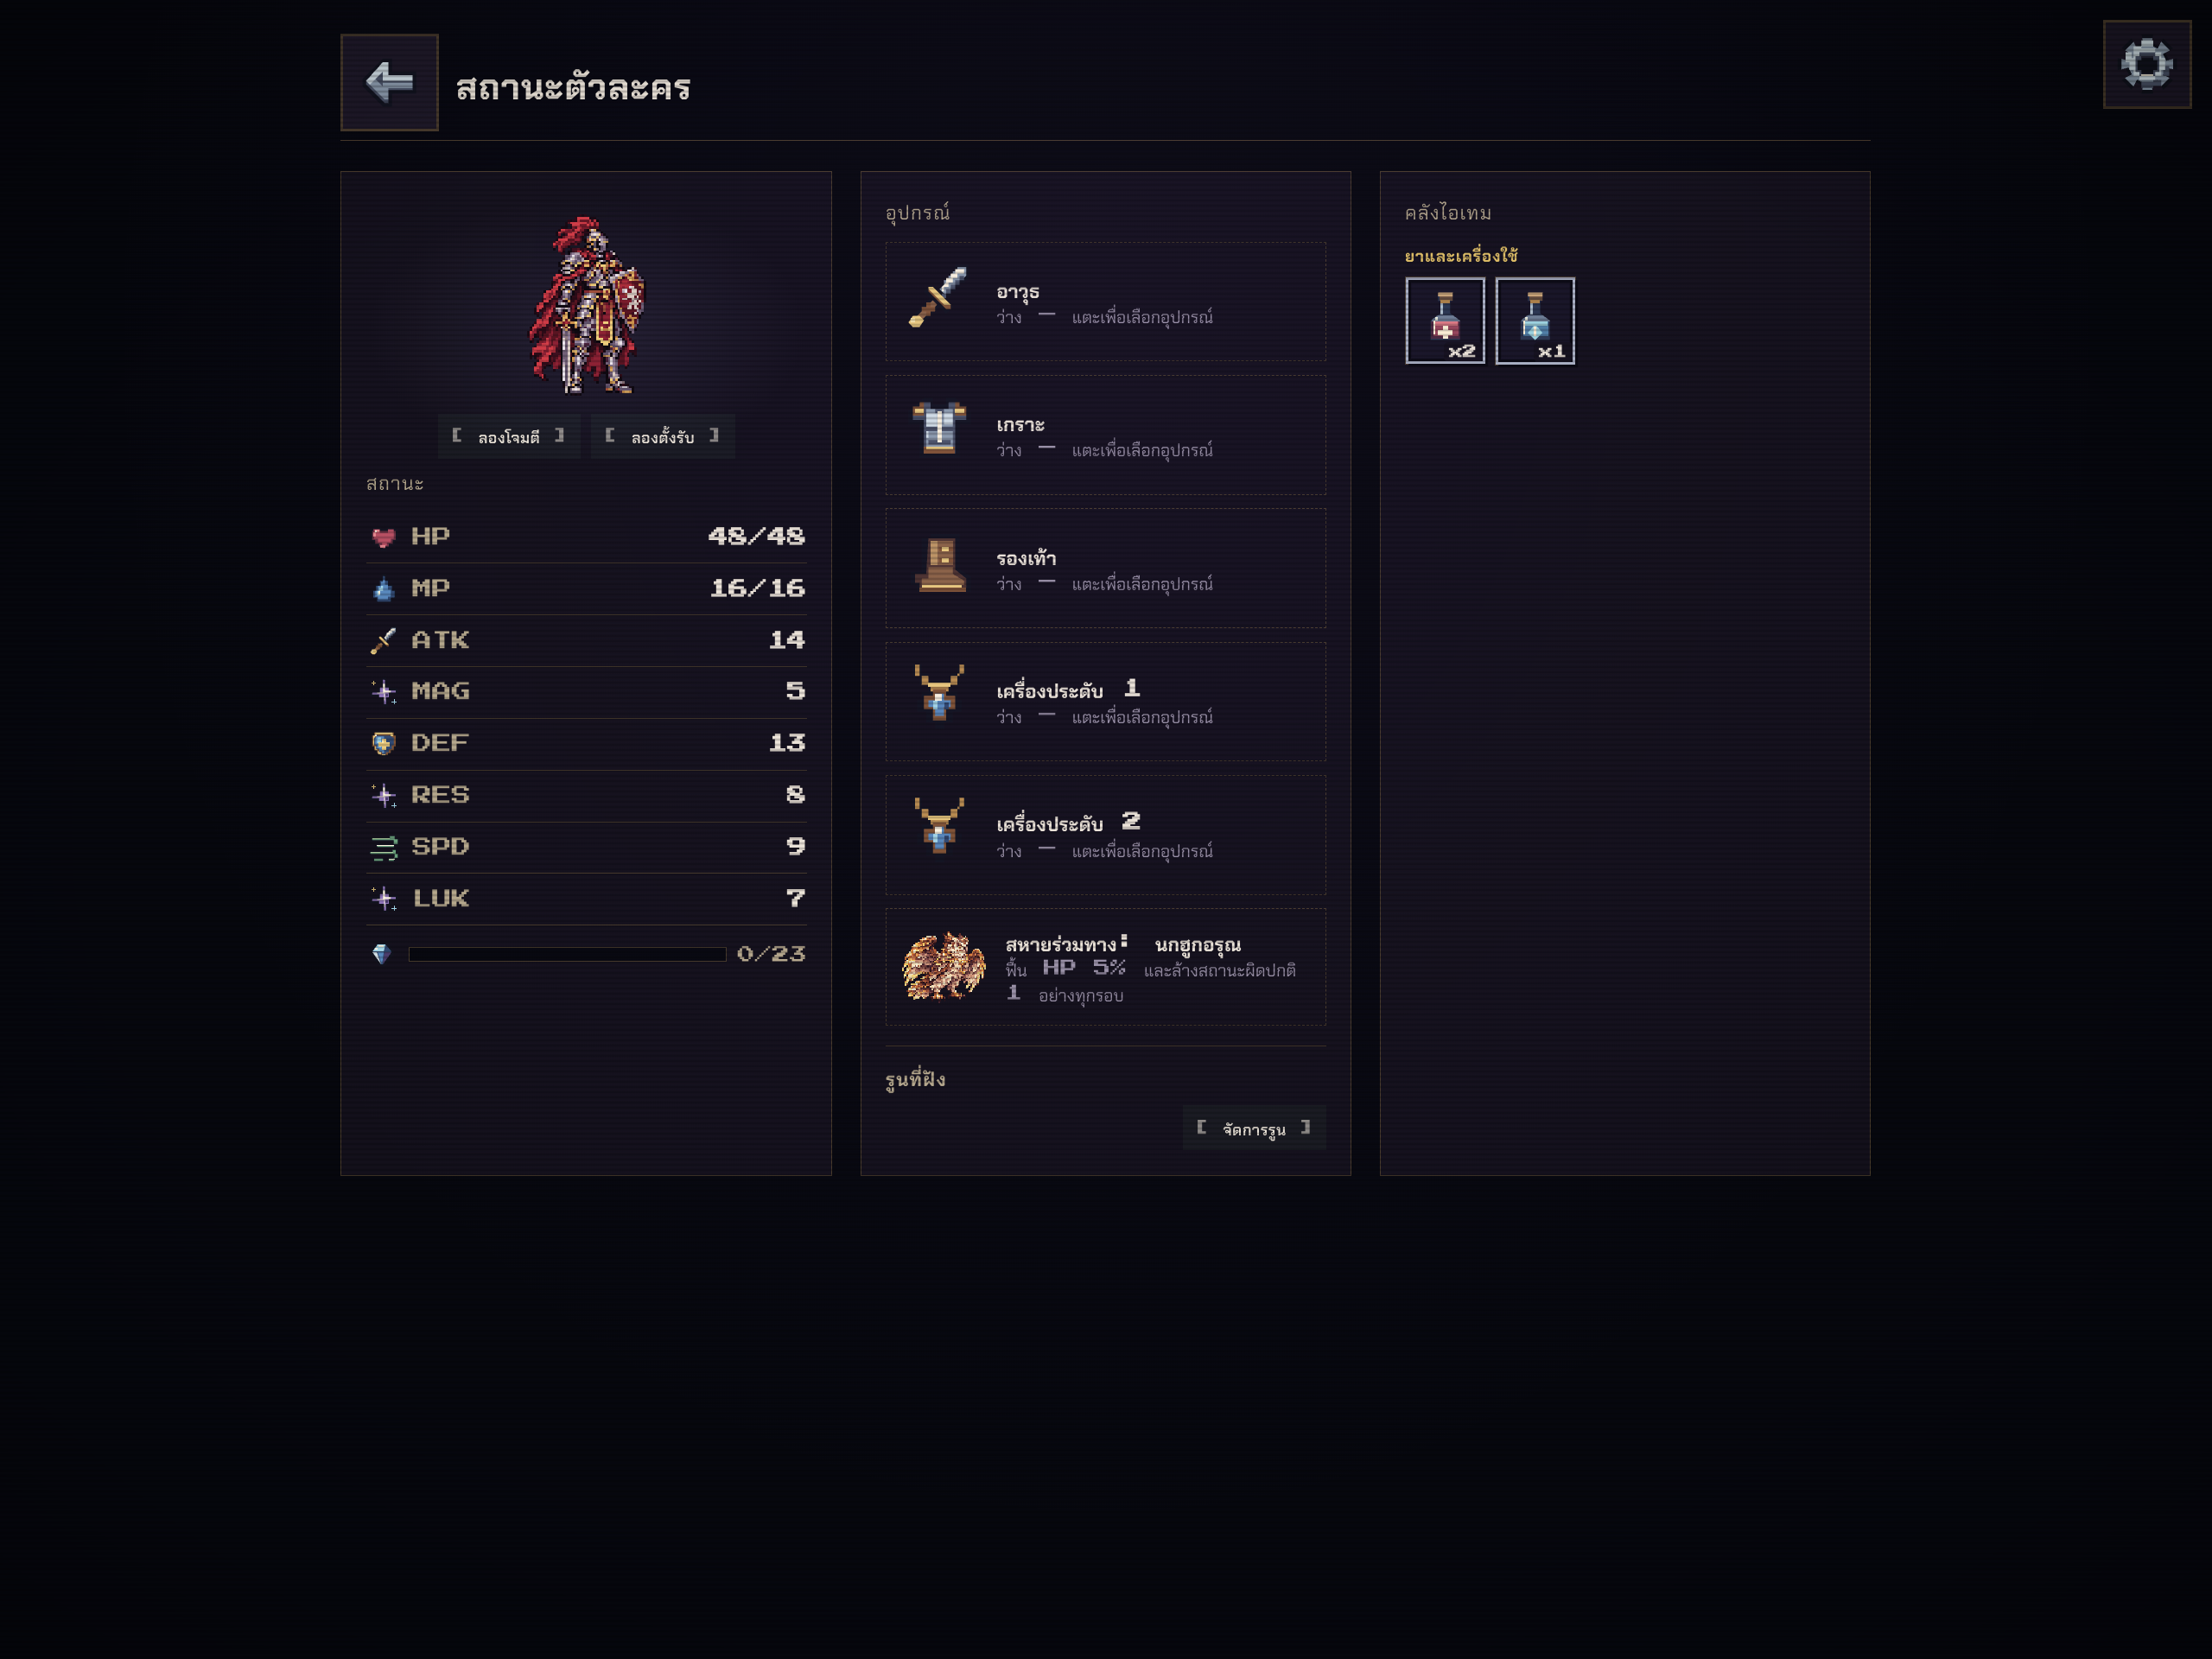 สถานะตัวละคร
[ ลองโจมตี ] [ ลองตั้งรับ ]
สถานะ
HP 48/48
MP 16/16
ATK 14
MAG 5
DEF 13
RES 8
SPD 9
LUK 7
0/23
อุปกรณ์
อาวุธ
ว่าง — แตะเพื่อเลือกอุปกรณ์
เกราะ
ว่าง — แตะเพื่อเลือกอุปกรณ์
รองเท้า
ว่าง — แตะเพื่อเลือกอุปกรณ์
เครื่องประดับ 1
ว่าง — แตะเพื่อเลือกอุปกรณ์
เครื่องประดับ 2
ว่าง — แตะเพื่อเลือกอุปกรณ์
สหายร่วมทาง: นกฮูกอรุณ
ฟื้น HP 5% และล้างสถานะผิดปกติ
1 อย่างทุกรอบ
รูนที่ฝัง
[ จัดการรูน ]
คลังไอเทม
ยาและเครื่องใช้
x2 x1